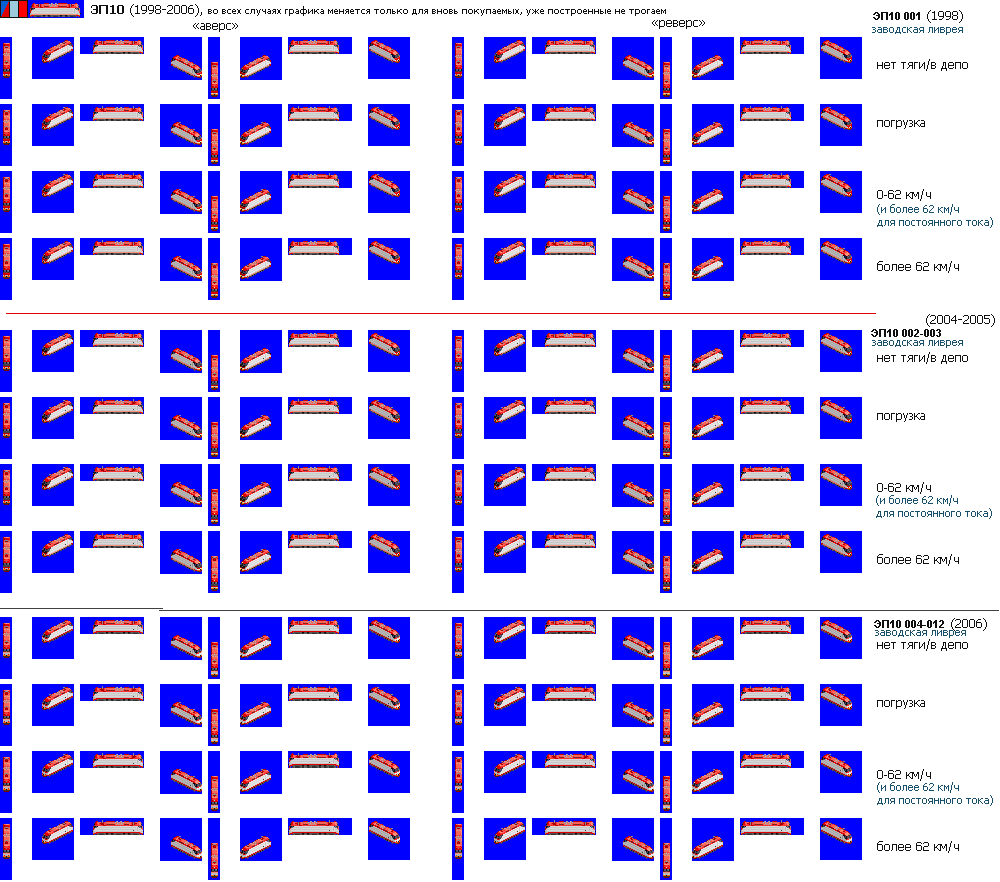 ЭП10 (1998-2006), во всех случаях графика меняется только для вновь покупаемых, уже построенные не трогаем
«аверс»
«реверс»
ЭП10 001 (1998)
заводская ливрея
нет тяги/в депо
погрузка
0-62 км/ч
(и более 62 км/ч
для постоянного тока)
более 62 км/ч
(2004-2005)
ЭП10 002-003
заводская ливрея
нет тяги/в депо
погрузка
0-62 км/ч
(и более 62 км/ч
для постоянного тока)
более 62 км/ч
ЭП10 004-012 (2006)
заводская ливрея
нет тяги/в депо
погрузка
0-62 км/ч
(и более 62 км/ч
для постоянного тока)
более 62 км/ч